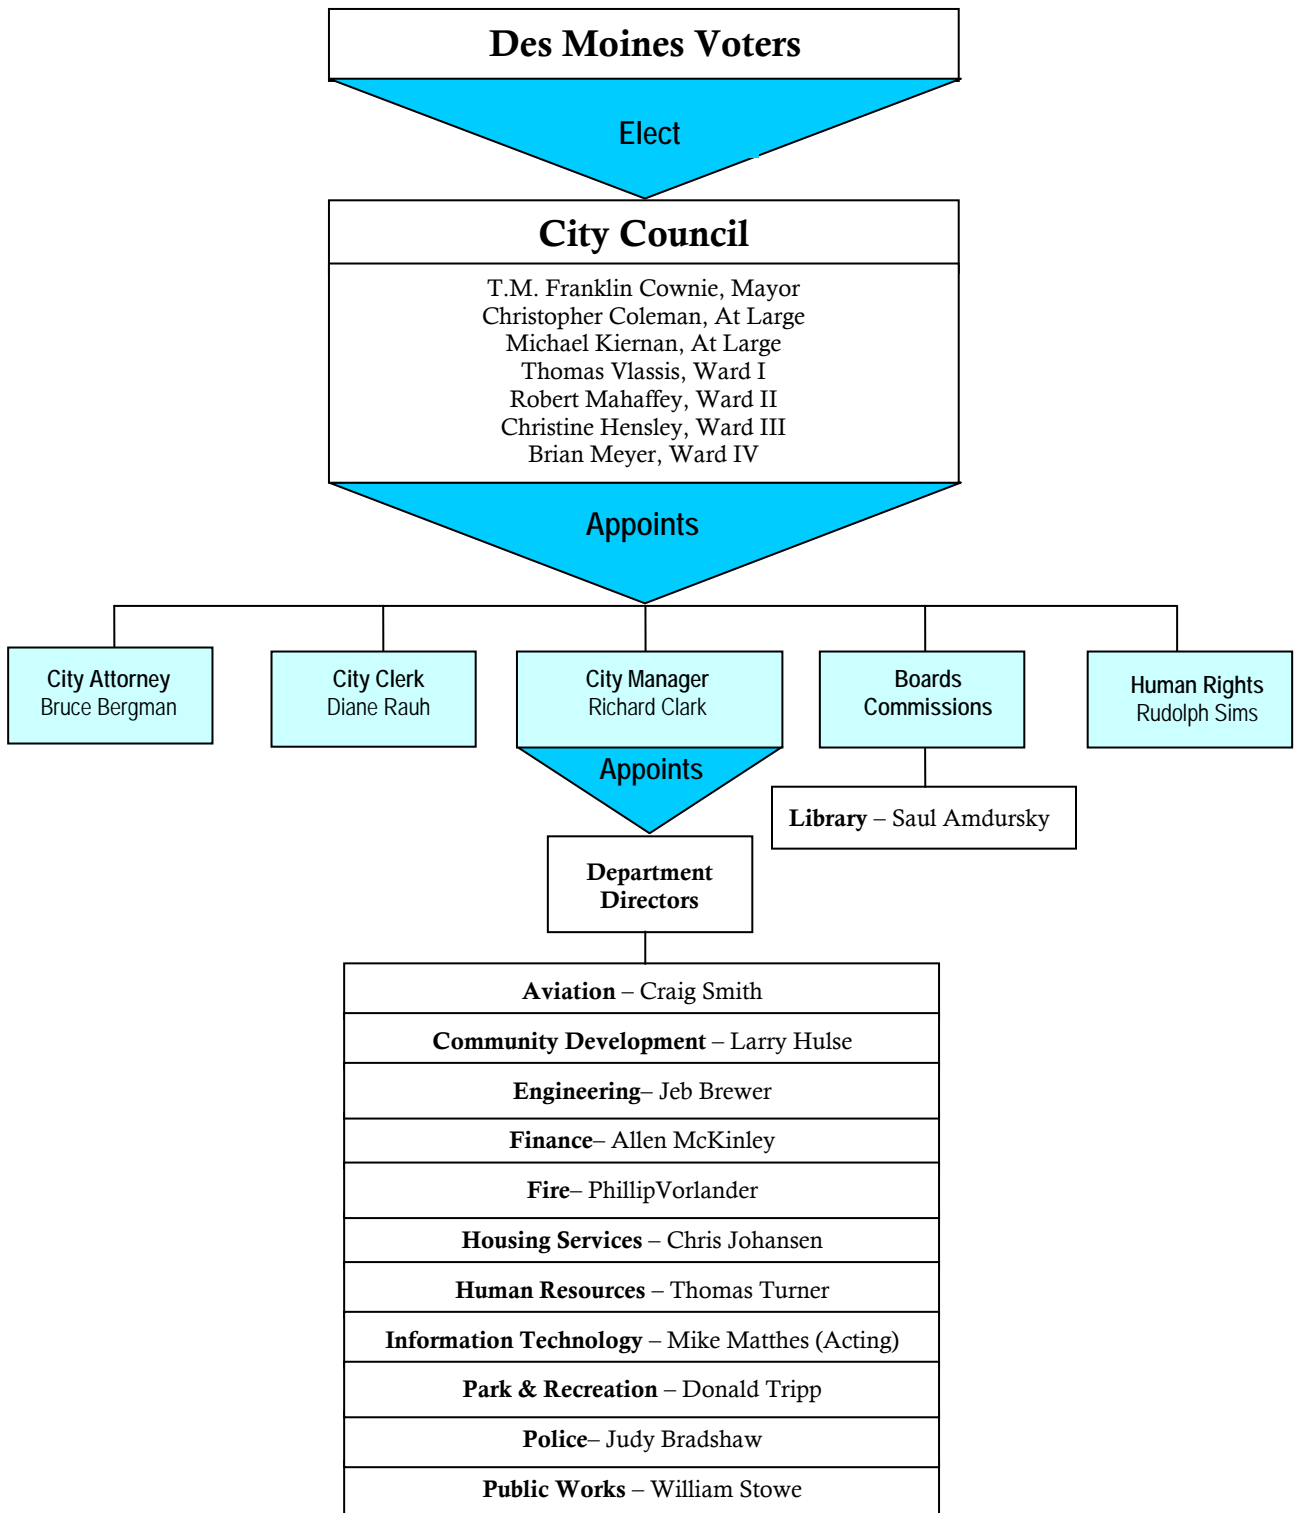 Des Moines Voters
Elect
City Council
T.M. Franklin Cownie, Mayor
Christopher Coleman, At Large
Michael Kiernan, At Large
Thomas Vlassis, Ward I
Robert Mahaffey, Ward II
Christine Hensley, Ward III
Brian Meyer, Ward IV
Appoints
City Attorney
Bruce Bergman
City Clerk
Diane Rauh
City Manager
Richard Clark
Boards
Commissions
Human Rights
Rudolph Sims
Appoints
Library – Saul Amdursky
Department
Directors
Aviation – Craig Smith
Community Development – Larry Hulse
Engineering– Jeb Brewer
Finance– Allen McKinley
Fire– PhillipVorlander
Housing Services – Chris Johansen
Human Resources – Thomas Turner
Information Technology – Mike Matthes (Acting)
Park & Recreation – Donald Tripp
Police– Judy Bradshaw
Public Works – William Stowe